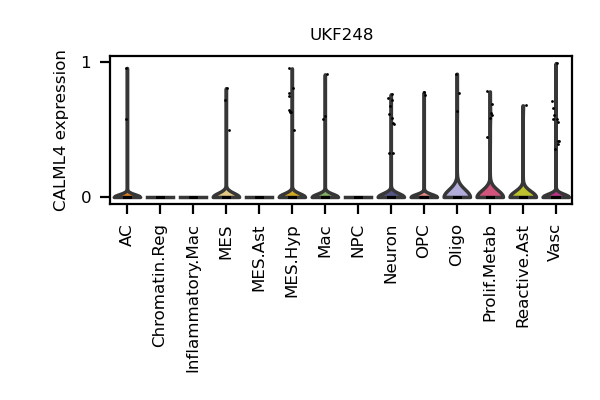 UKF248
CALML4 expression
1
0
AC
Chromatin.Reg
Inflammatory.Mac
MES
MES.Ast
MES.Hyp
Mac
NPC
Neuron
OPC
Oligo
Prolif.Metab
Reactive.Ast
Vasc